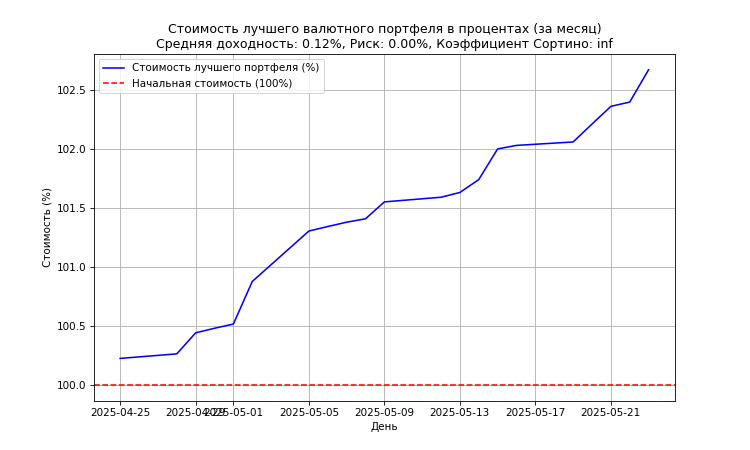 Стоимость лучшего валютного портфеля в процентах (за месяц)
Средняя доходность: 0.12%, Риск: 0.00%, Коэффициент Сортино: inf
Стоимость лучшего портфеля (%)
Начальная стоимость (100%)
Стоимость (%)
102.5
102.0
101.5
101.0
100.5
100.0
2025-04-25 2025-04-29 2025-05-01 2025-05-05 2025-05-09 2025-05-13 2025-05-17 2025-05-21
День